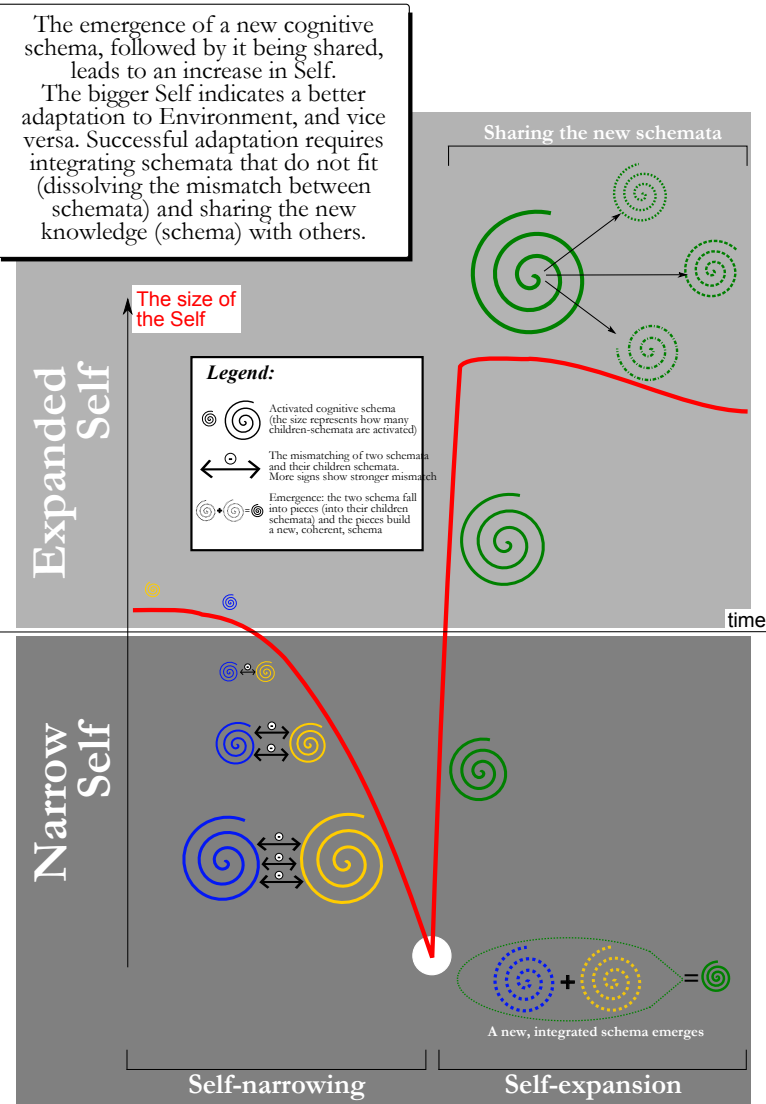 The emergence of a new cognitive
schema, followed by it being shared,
leads to an increase in Self.
The bigger Self indicates a better
adaptation to Environment, and vice
versa. Successful adaptation requires
integrating schemata that do not fit
(dissolving the mismatch between
schemata) and sharing the new
knowledge (schema) with others.
Sharing the new schemata
The size of
the Self
Expanded
Self
Legend:
Activated cognitive schema
(the size represents how many
children-schemata are activated)
-
The mismatching of two schemata
and their children schemata.
More signs show stronger mismatch
+ =
Emergence: the two schema fall
into pieces (into their children
schemata) and the pieces build
a new, coherent, schema
time
Narrow
Self
-
-
-
-
-
-
+ =
A new, integrated schema emerges
Self-narrowing
Self-expansion